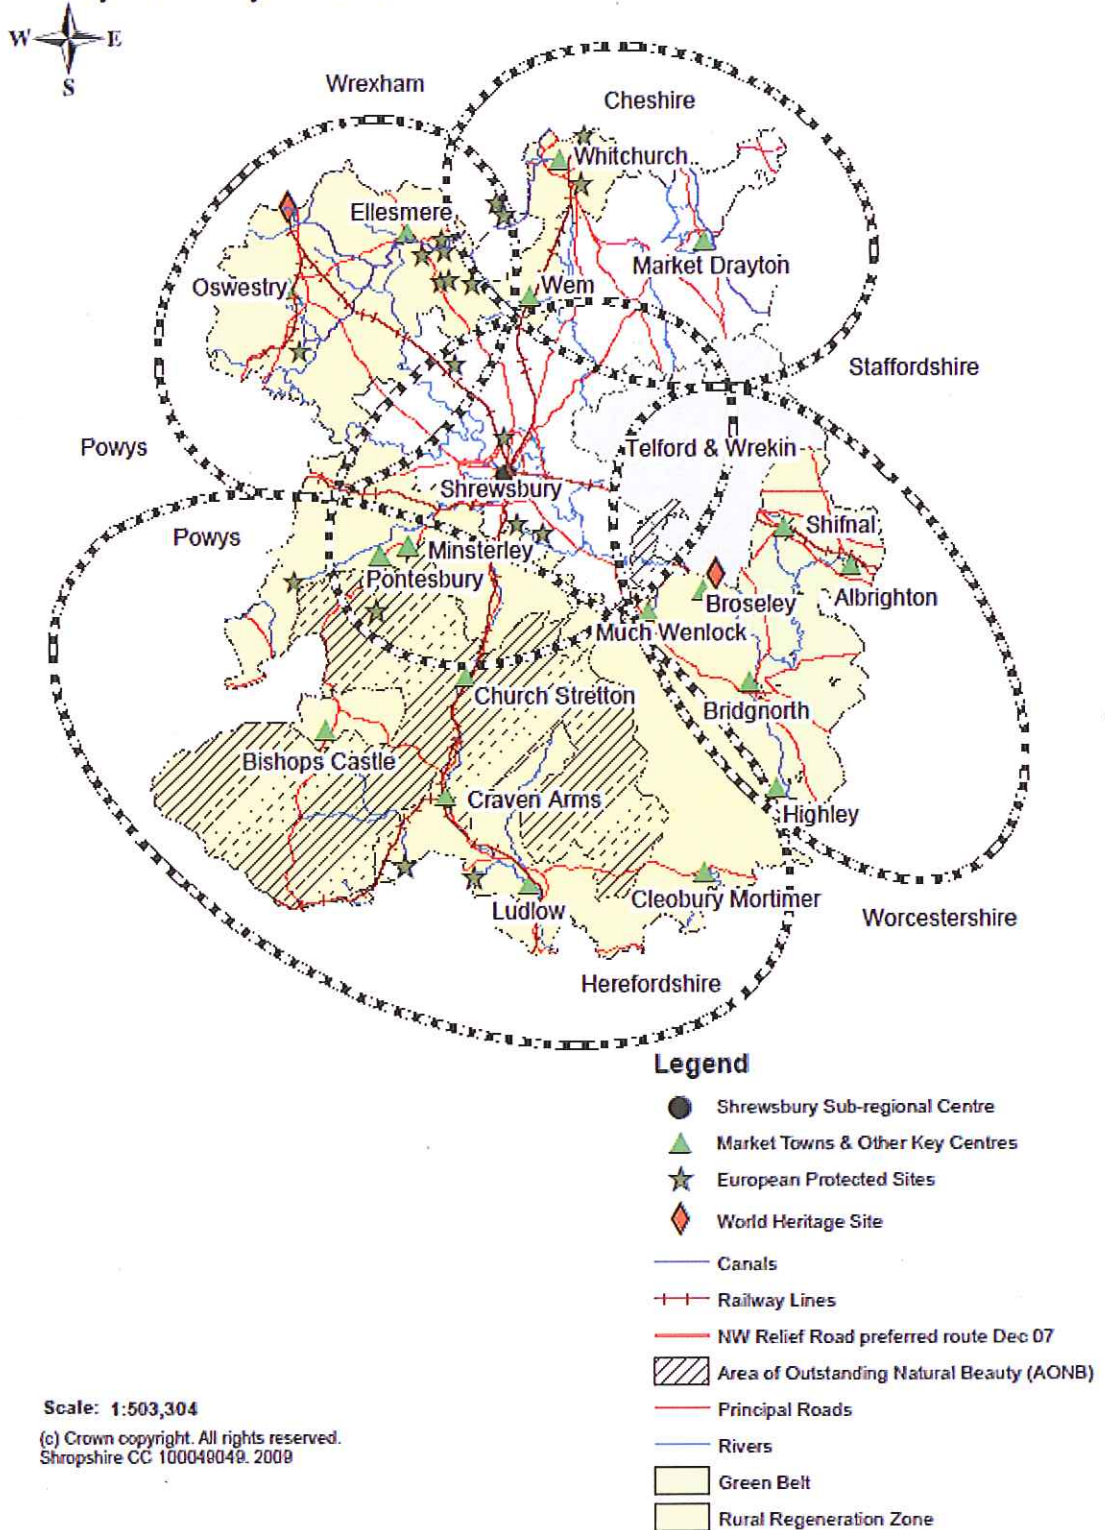 W E
S
Wrexham
Cheshire
Whitchurch
Ellesmere
Market Drayton
Oswestry
Wem
Staffordshire
Powys
Telford & Wrekin
Shrewsbury
Shifnal
Powys
Minsterley
Pontesbury
Albrighton
Broseley
Much Wenlock
Church Stretton
Bridgnorth
Bishops Castle
Craven Arms
Highley
Cleobury Mortimer
Ludlow
Worcestershire
Herefordshire
Legend
Shrewsbury Sub-regional Centre
Market Towns & Other Key Centres
European Protected Sites
World Heritage Site
Canals
Railway Lines
NW Relief Road preferred route Dec 07
Area of Outstanding Natural Beauty (AONB)
Principal Roads
Rivers
Green Belt
Rural Regeneration Zone
Scale: 1:503,304
(c) Crown copyright. All rights reserved.
Shropshire CC 100049049. 2009